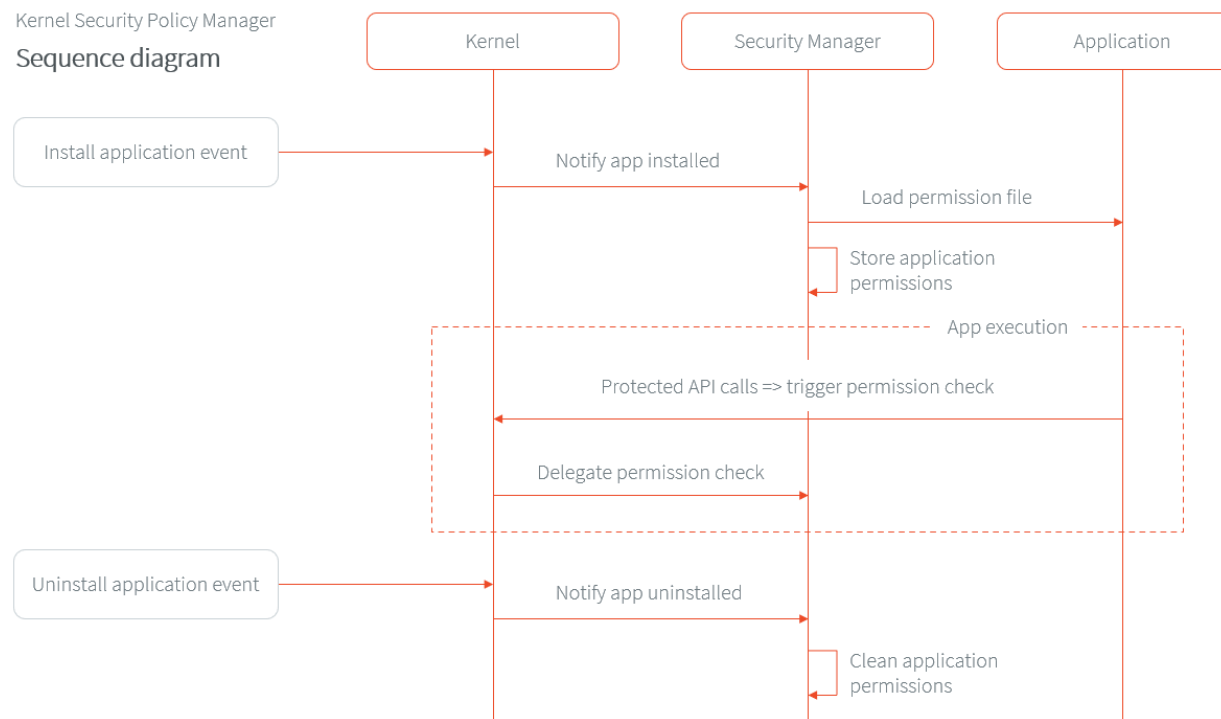 Kernel Security Policy Manager
Sequence diagram
Kernel
Security Manager
Application
Install application event
Notify app installed
Load permission file
Store application
permissions
App execution
Protected API calls => trigger permission check
Delegate permission check
Uninstall application event
Notify app uninstalled
Clean application
permissions